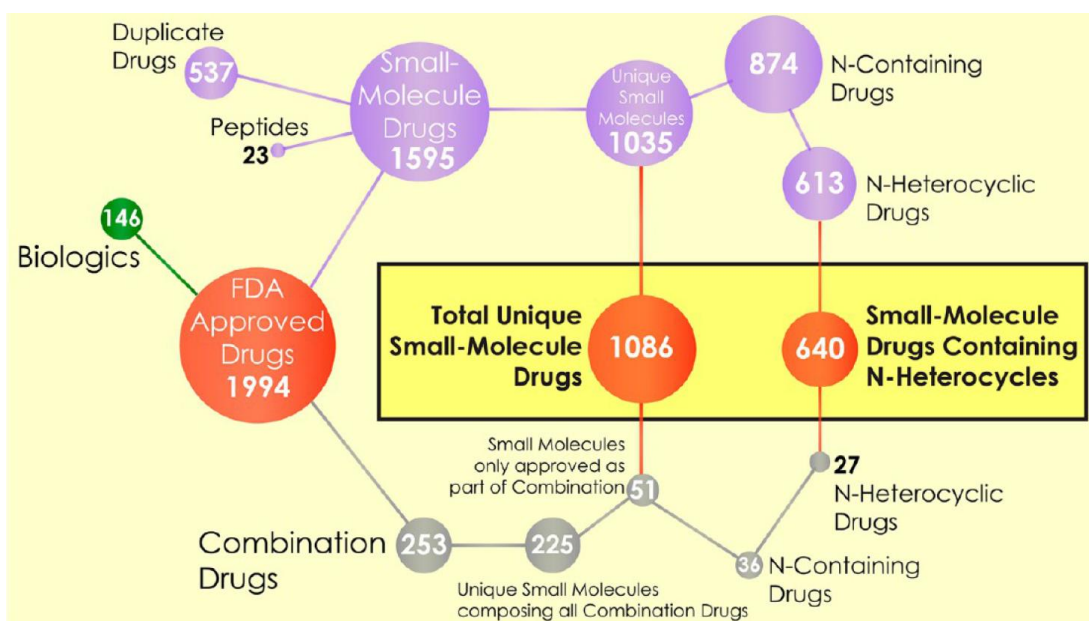 Duplicate
Drugs
537
Peptides
23
Small-
Molecule
Drugs
1595
Unique
Small
Molecules
1035
874
N-Containing
Drugs
613
N-Heterocyclic
Drugs
146
Biologics
FDA
Approved
Drugs
1994
Total Unique
Small-Molecule
Drugs
1086
640
Small-Molecule
Drugs Containing
N-Heterocycles
Small Molecules
only approved as
part of Combination
51
27
N-Heterocyclic
Drugs
Combination
Drugs
253
225
Unique Small Molecules
composing all Combination Drugs
36
N-Containing
Drugs